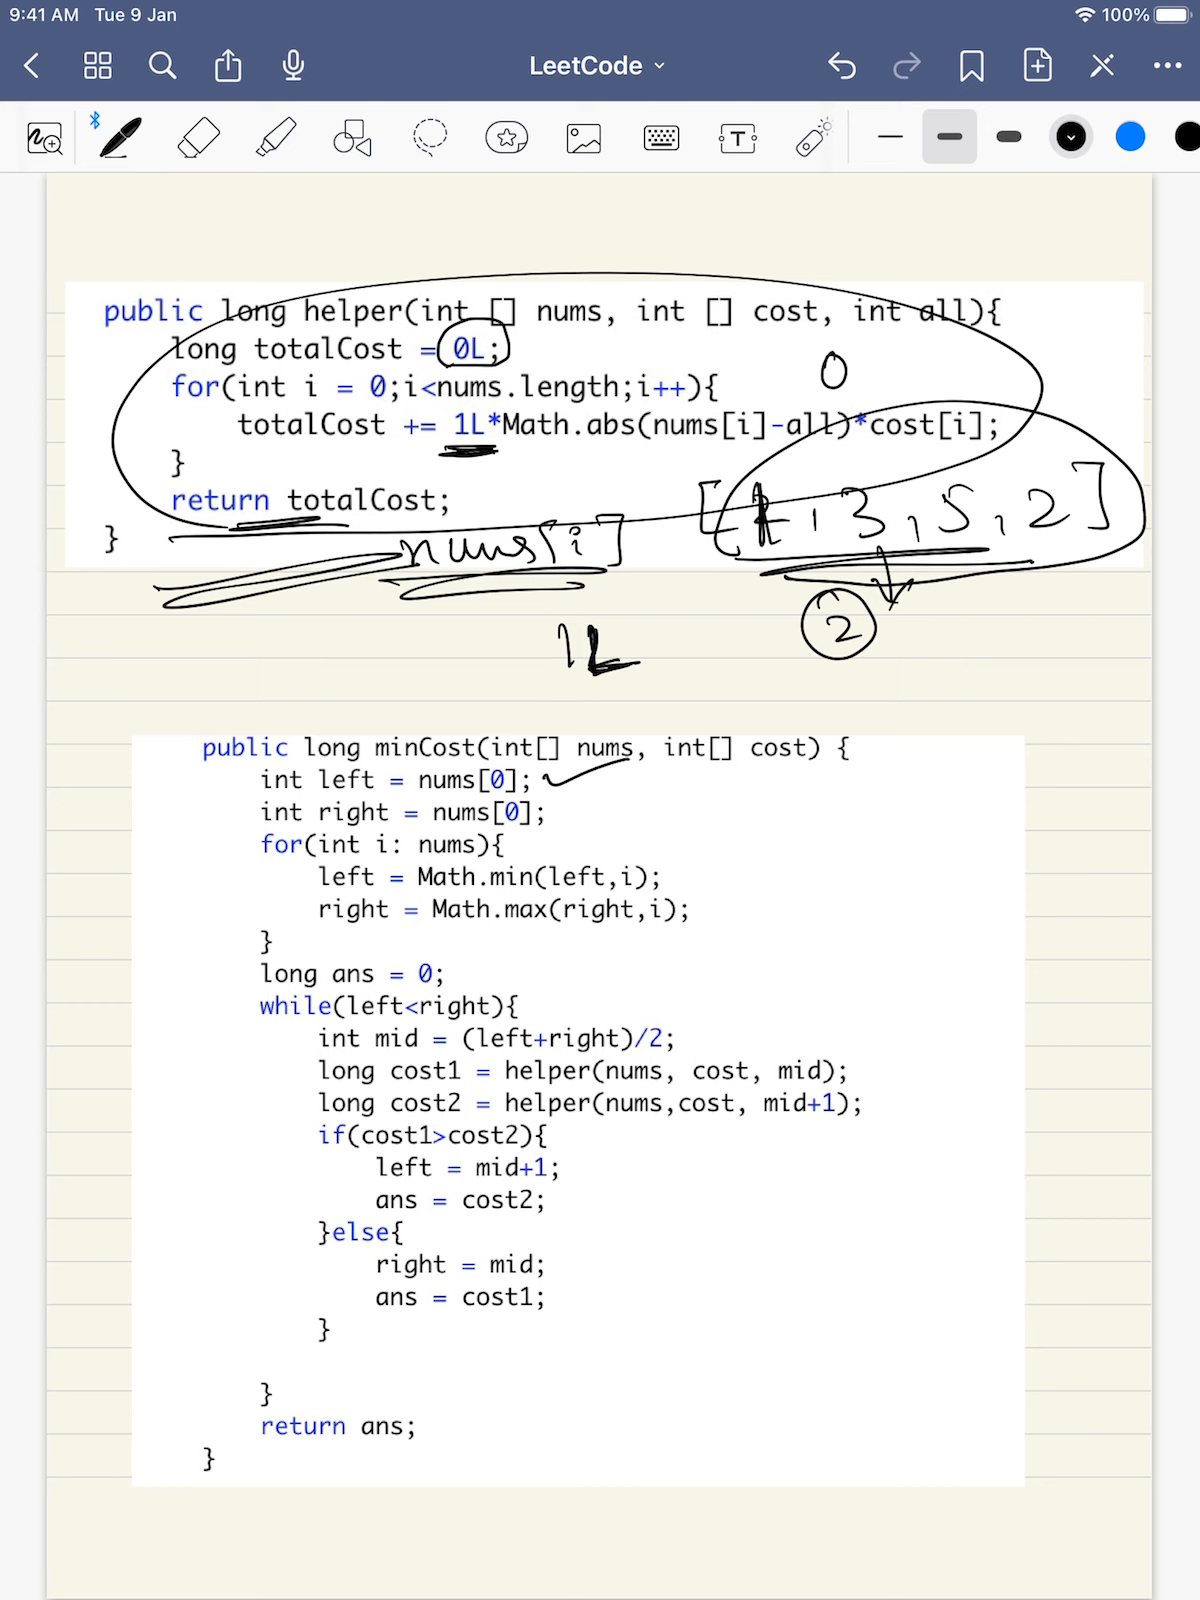 9:41 AM Tue 9 Jan
100%
LeetCode
T
public long helper(int [] nums, int [] cost, int all){
long totalCost = 0L;
0
for(int i = 0;i<nums.length;i++){
totalCost += 1L*Math.abs(nums[i]-all)*cost[i];
}
return totalCost;
[1,3,5,2]
}
nums[i]
2
1L
public long minCost(int[] nums, int[] cost) {
int left = nums[0];
int right = nums[0];
for(int i: nums){
left = Math.min(left,i);
right = Math.max(right,i);
}
long ans = 0;
while(left<right){
int mid = (left+right)/2;
long cost1 = helper(nums, cost, mid);
long cost2 = helper(nums,cost, mid+1);
if(cost1>cost2){
left = mid+1;
ans = cost2;
}else{
right = mid;
ans = cost1;
}
}
return ans;
}